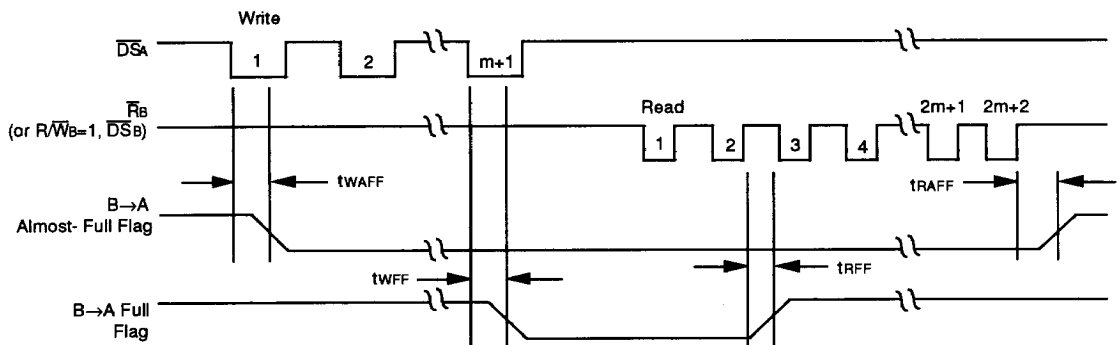 Write
DSA
1
2
m+1
RB
(or R/WB=1, DSB)
Read
2m+1
2m+2
1
2
3
4
tWAFF
tRAFF
B→A
Almost- Full Flag
tWFF
tRFF
B→A Full
Flag